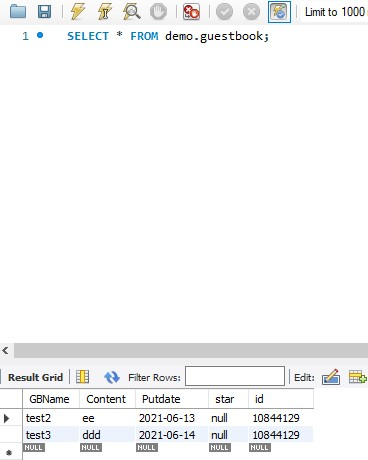 Limit to 1000
1 SELECT * FROM demo.guestbook;
Result Grid Filter Rows: Edit:
GBName Content Putdate star id
test2 ee 2021-06-13 null 10844129
test3 ddd 2021-06-14 null 10844129
NULL NULL NULL NULL NULL